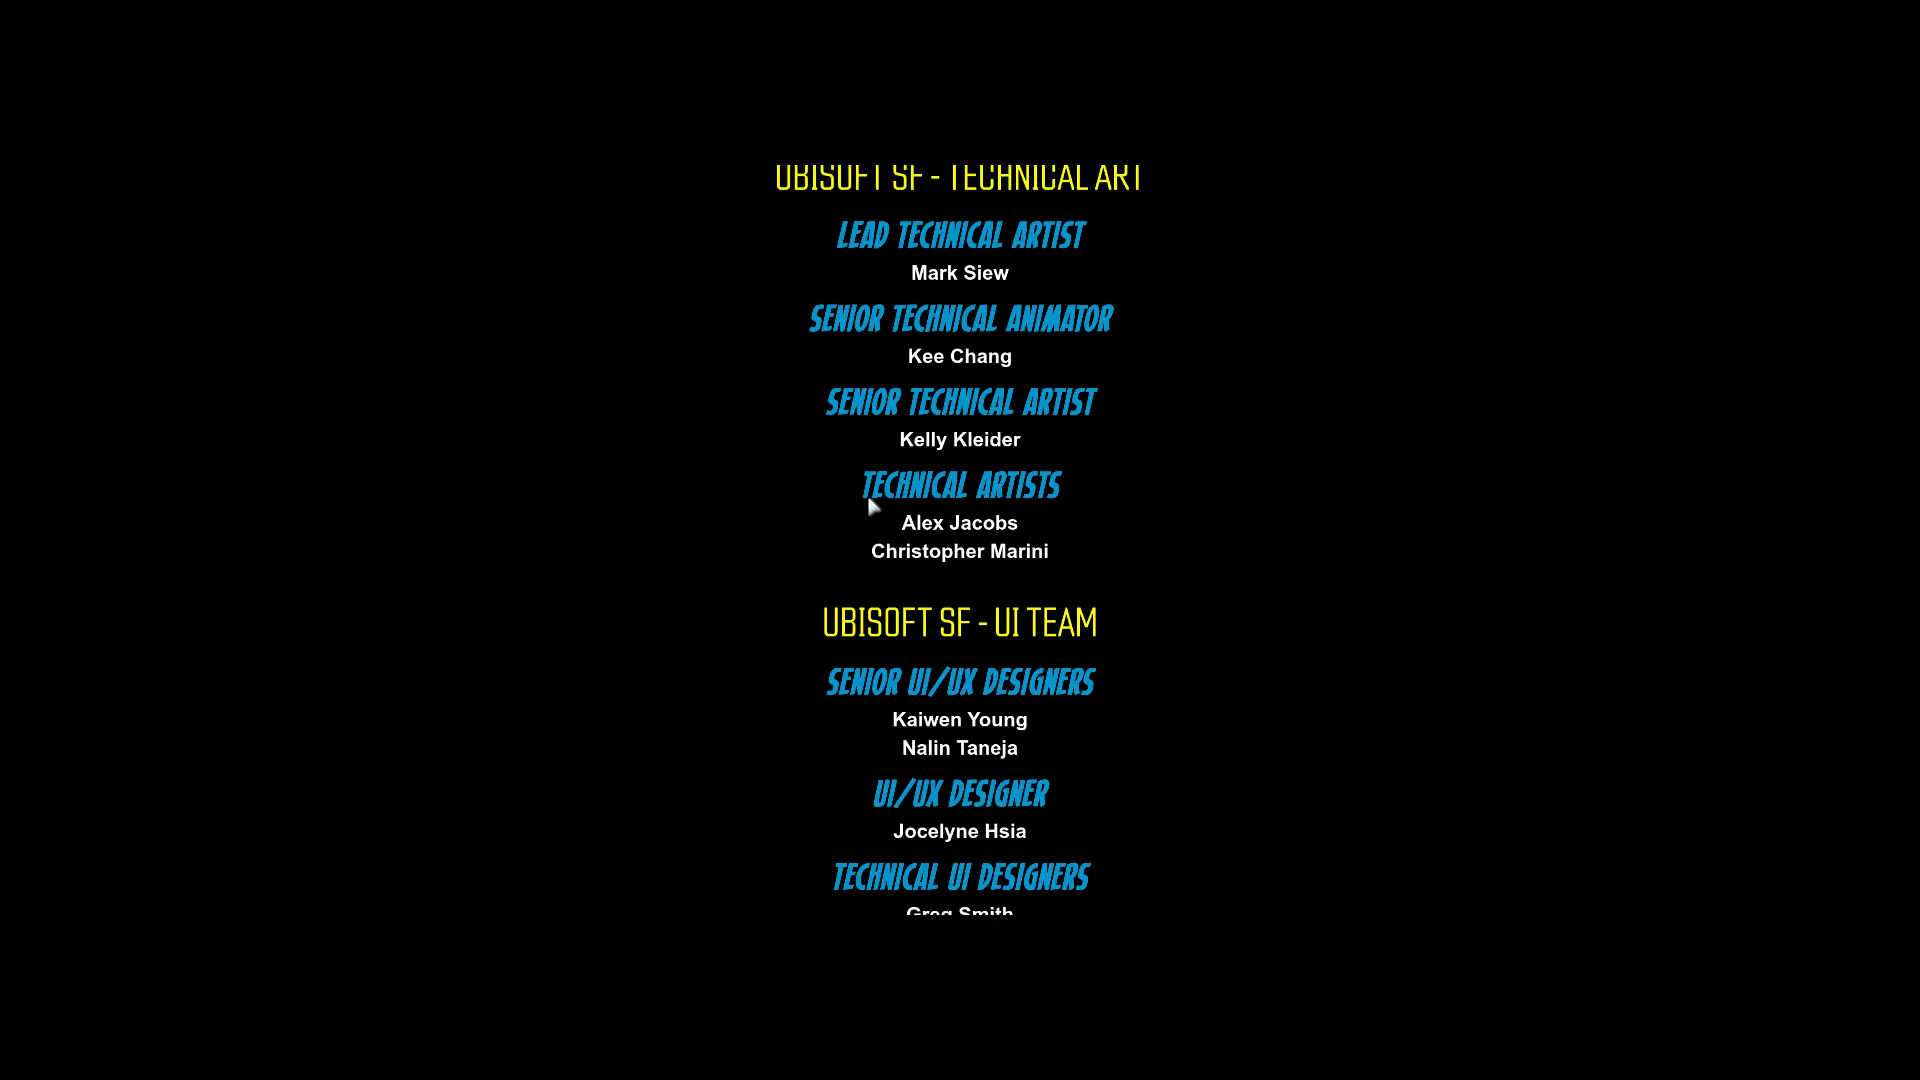 UBISOFT SF - TECHNICAL ART
LEAD TECHNICAL ARTIST
Mark Siew
SENIOR TECHNICAL ANIMATOR
Kee Chang
SENIOR TECHNICAL ARTIST
Kelly Kleider
TECHNICAL ARTISTS
Alex Jacobs
Christopher Marini
UBISOFT SF - UI TEAM
SENIOR UI/UX DESIGNERS
Kaiwen Young
Nalin Taneja
UI/UX DESIGNER
Jocelyne Hsia
TECHNICAL UI DESIGNERS
Greg Smith